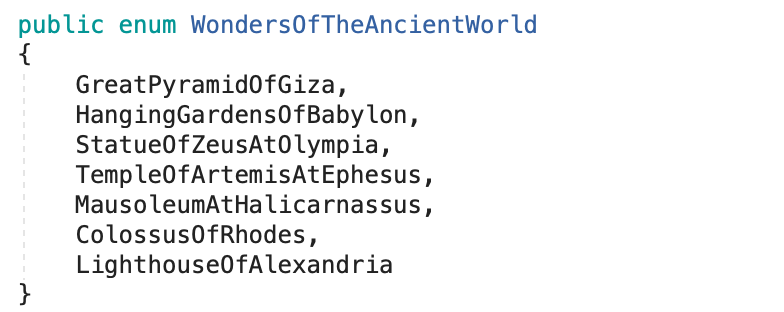 public enum WondersOfTheAncientWorld
{
    GreatPyramidOfGiza,
    HangingGardensOfBabylon,
    StatueOfZeusAtOlympia,
    TempleOfArtemisAtEphesus,
    MausoleumAtHalicarnassus,
    ColossusOfRhodes,
    LighthouseOfAlexandria
}